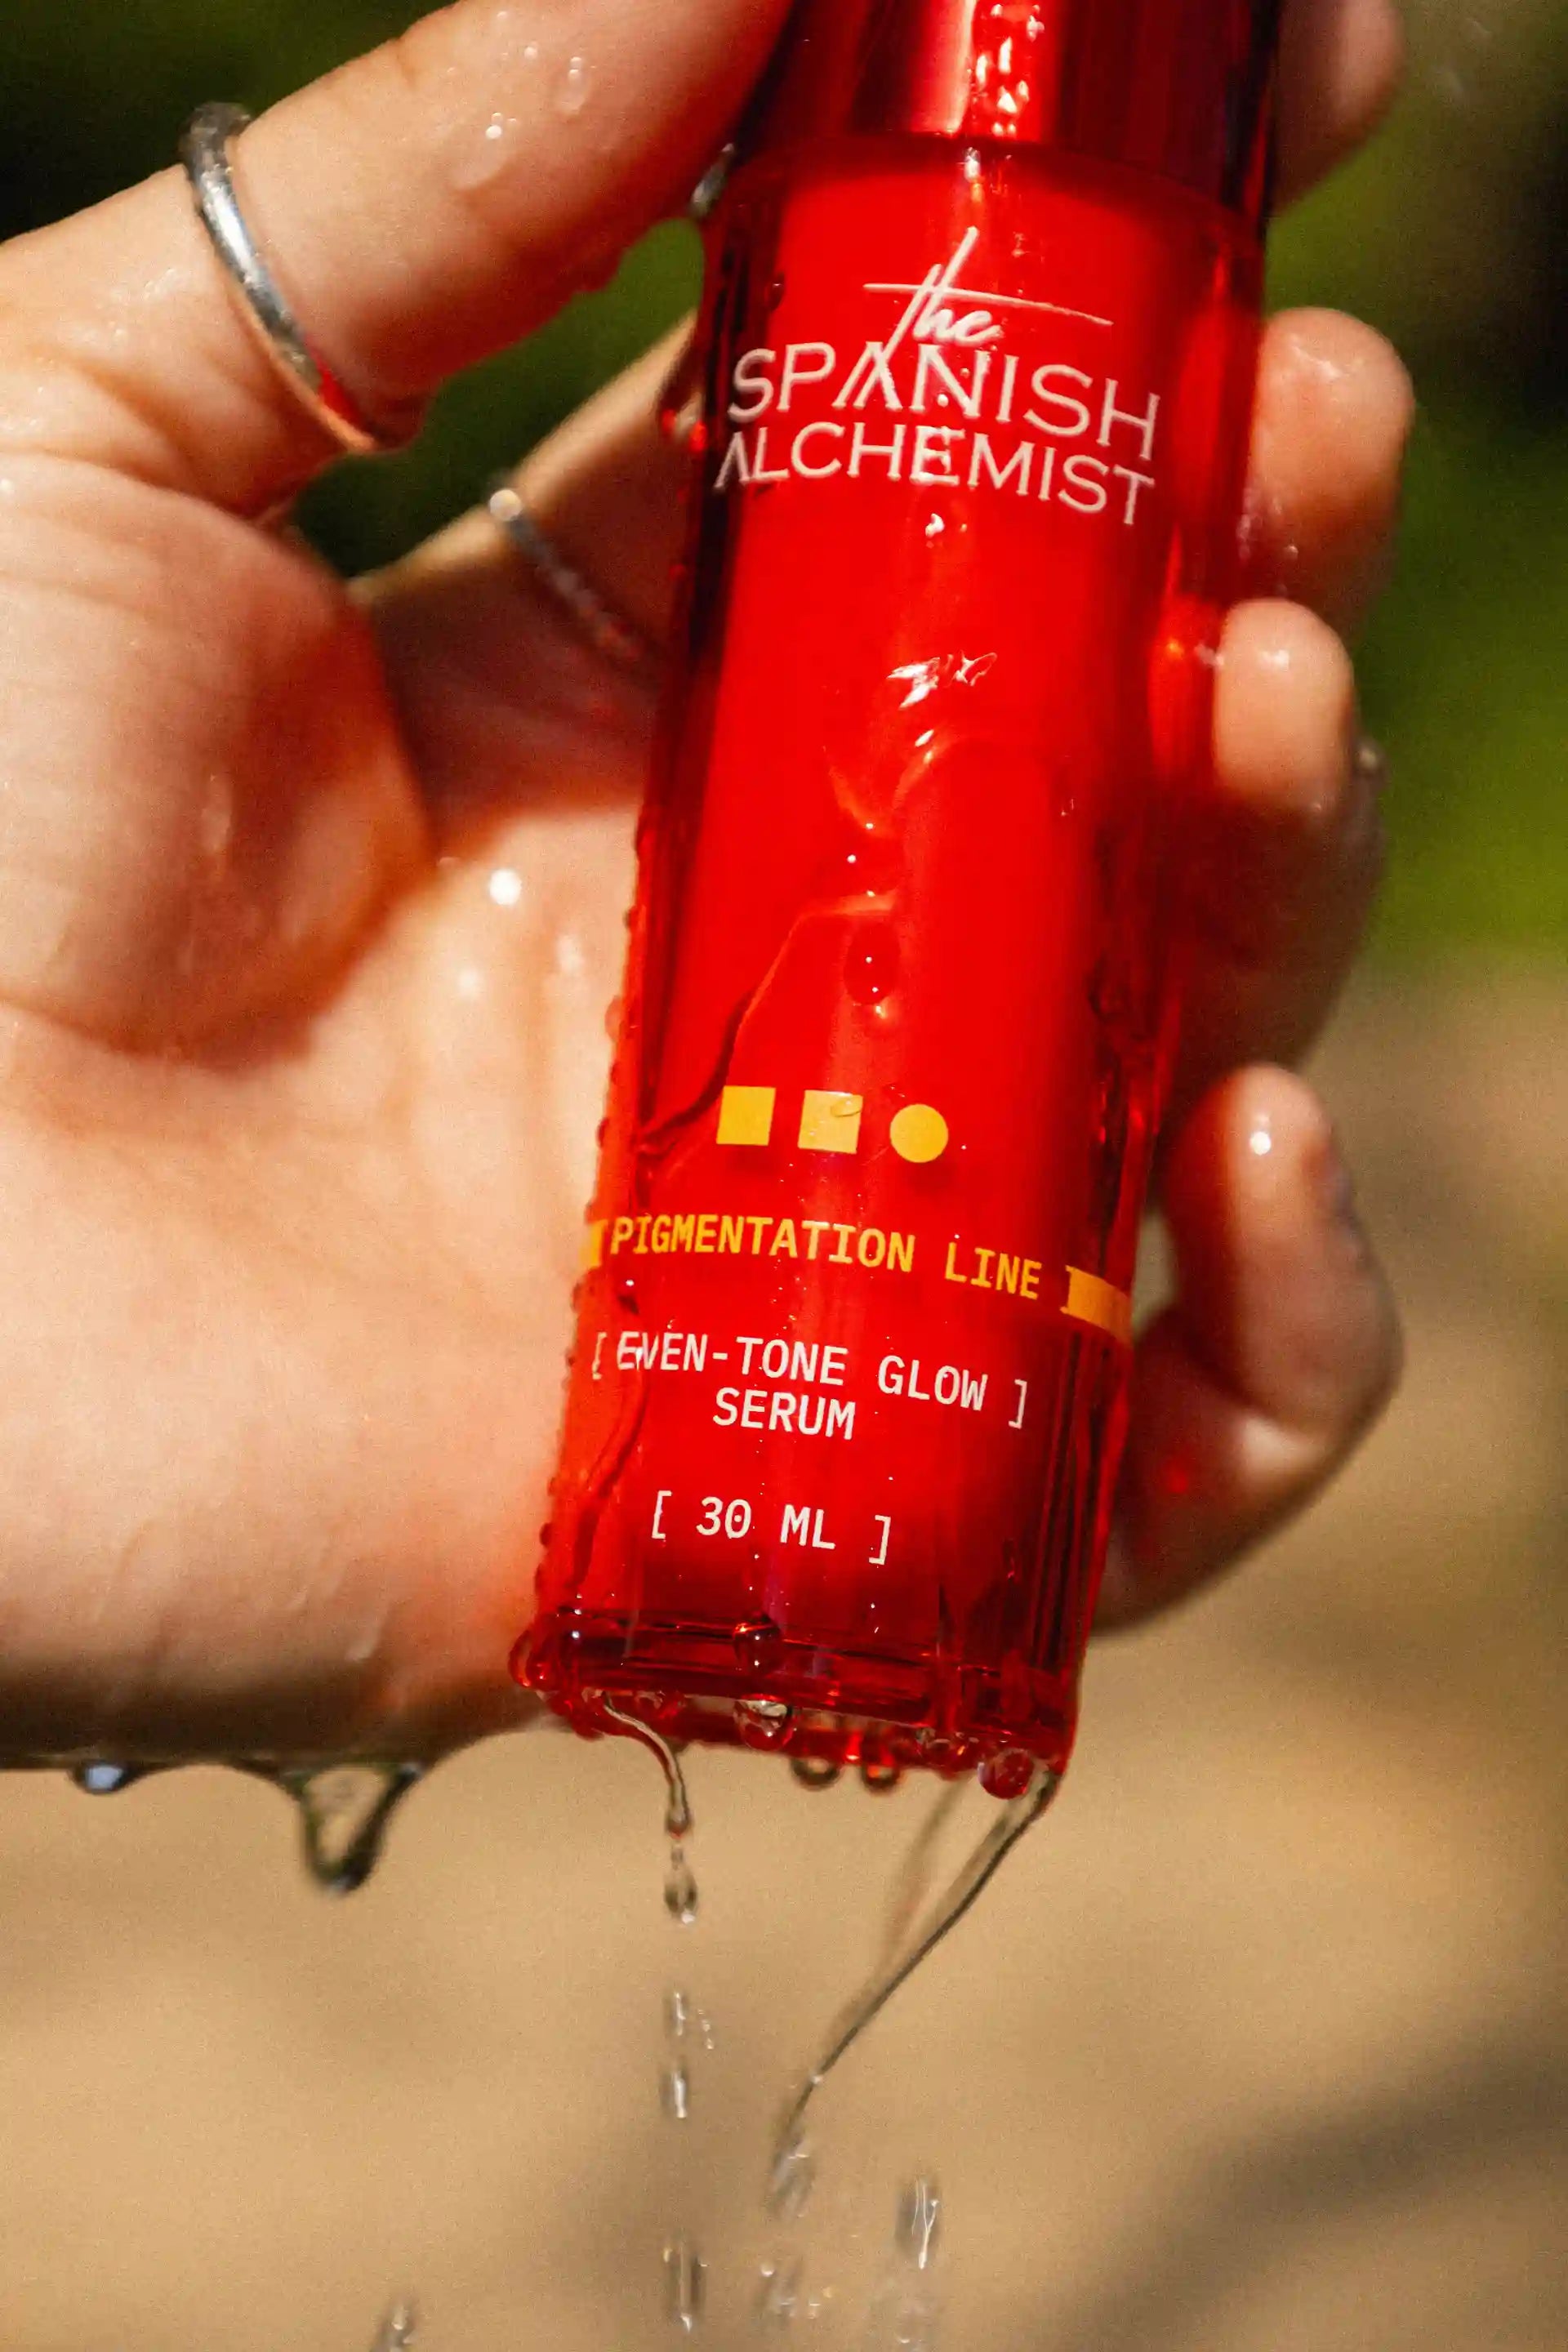 the
SPANISH
ALCHEMIST
PIGMENTATION LINE
[ EVEN-TONE GLOW ]
SERUM
[ 30 ML ]